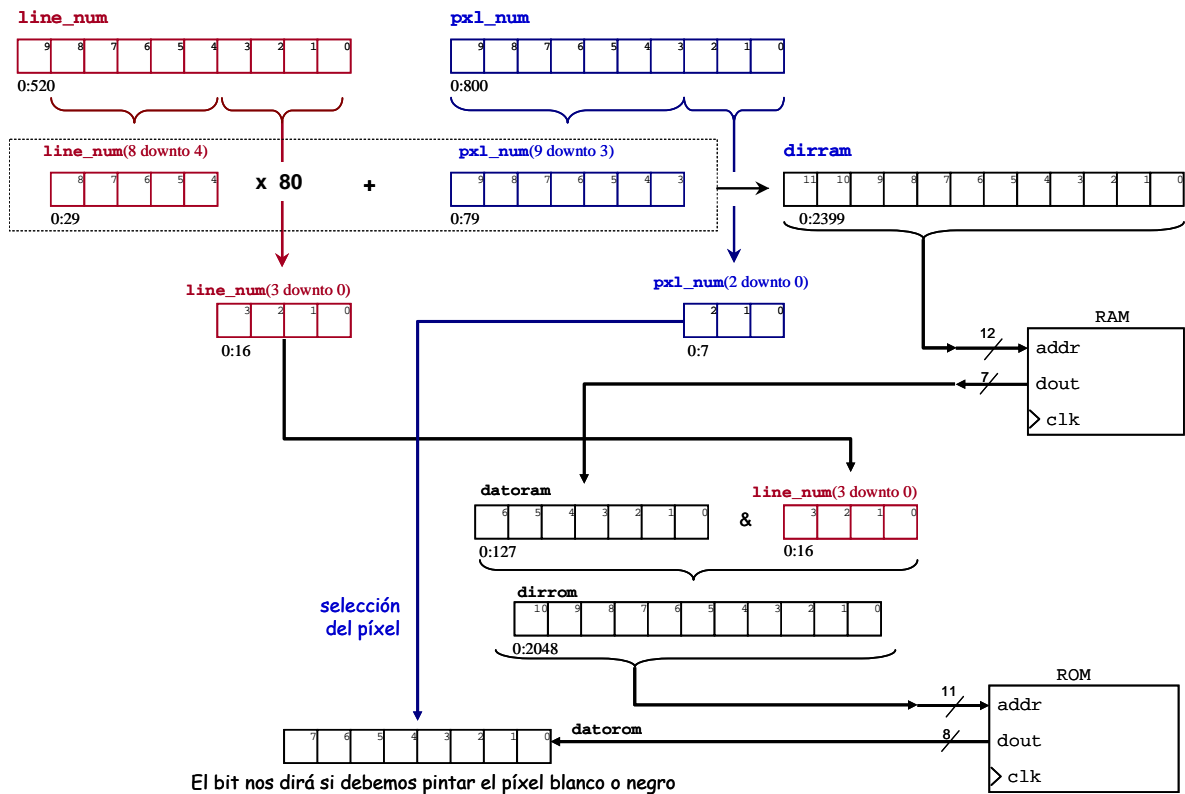 line_num
pxl_num
9 8 7 6 5 4 3 2 1 0
9 8 7 6 5 4 3 2 1 0
0:520
0:800
line_num(8 downto 4)
pxl_num(9 downto 3)
dirram
8 7 6 5 4
x 80
+
9 8 7 6 5 4 3
11 10 9 8 7 6 5 4 3 2 1 0
0:29
0:79
0:2399
line_num(3 downto 0)
pxl_num(2 downto 0)
3 2 1 0
2 1 0
0:16
0:7
RAM
12
addr
7
dout
clk
datoram
line_num(3 downto 0)
6 5 4 3 2 1 0
&
3 2 1 0
0:127
0:16
dirrom
10 9 8 7 6 5 4 3 2 1 0
selección
del píxel
0:2048
ROM
11
addr
datorom
8
dout
7 6 5 4 3 2 1 0
clk
El bit nos dirá si debemos pintar el píxel blanco o negro